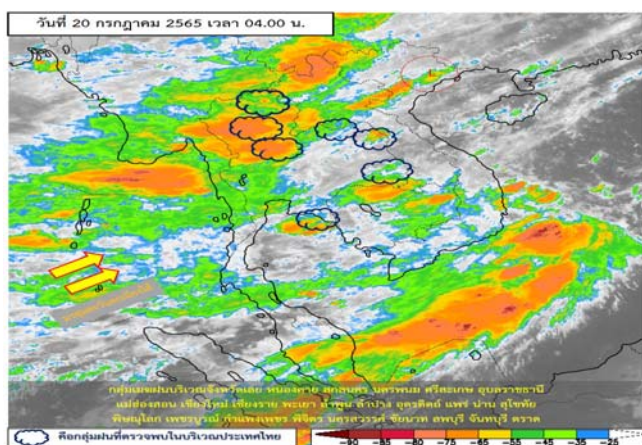 วันที่ 20 กรกฎาคม 2565 เวลา 04.00 น.
L
กลุ่มเมฆฝนบริเวณจังหวัดเลย หนองคาย สกลนคร นครพนม ศรีสะเกษ อุบลราชธานี
แม่ฮ่องสอน เชียงใหม่ เชียงราย พะเยา ลำพูน ลำปาง อุตรดิตถ์ แพร่ น่าน สุโขทัย
พิษณุโลก เพชรบูรณ์ กำแพงเพชร พิจิตร นครสวรรค์ ชัยนาท ลพบุรี จันทบุรี ตราด
คือกลุ่มฝนที่ตรวจพบในบริเวณประเทศไทย
-90 -85 -80 -75 -70 -65 -55 -45 -35 -25